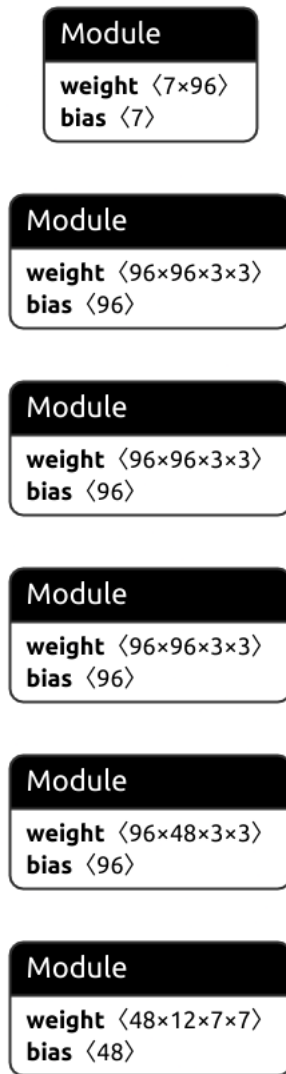 Module
weight〈7×96〉
bias〈7〉
Module
weight〈96×96×3×3〉
bias〈96〉
Module
weight〈96×96×3×3〉
bias〈96〉
Module
weight〈96×96×3×3〉
bias〈96〉
Module
weight〈96×48×3×3〉
bias〈96〉
Module
weight〈48×12×7×7〉
bias〈48〉